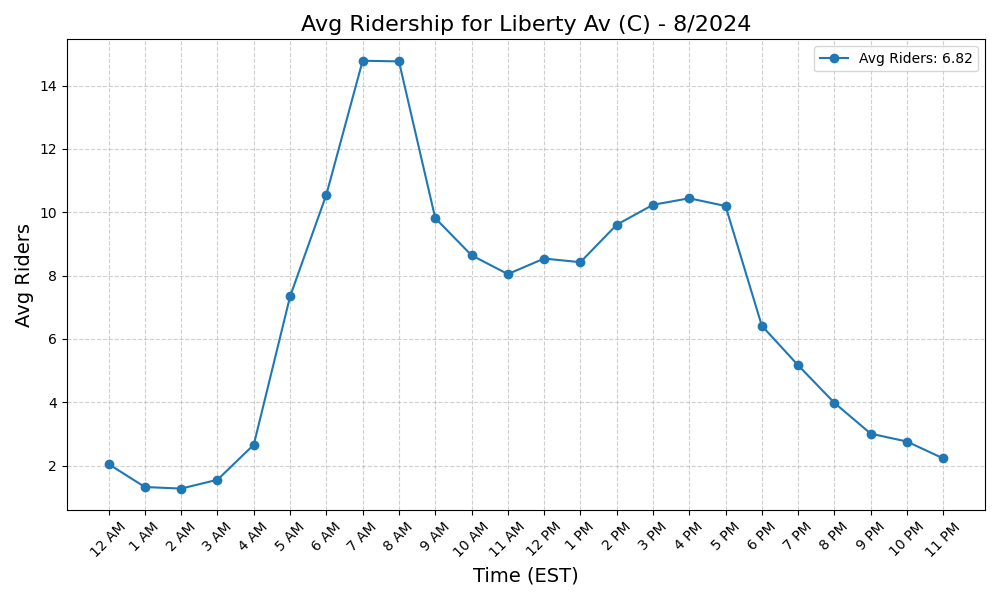 Avg Ridership for Liberty Av (C) - 8/2024
Avg Riders: 6.82
Avg Riders
14
12
10
8
6
4
2
12 AM
1 AM
2 AM
3 AM
4 AM
5 AM
6 AM
7 AM
8 AM
9 AM
10 AM
11 AM
12 PM
1 PM
2 PM
3 PM
4 PM
5 PM
6 PM
7 PM
8 PM
9 PM
10 PM
11 PM
Time (EST)